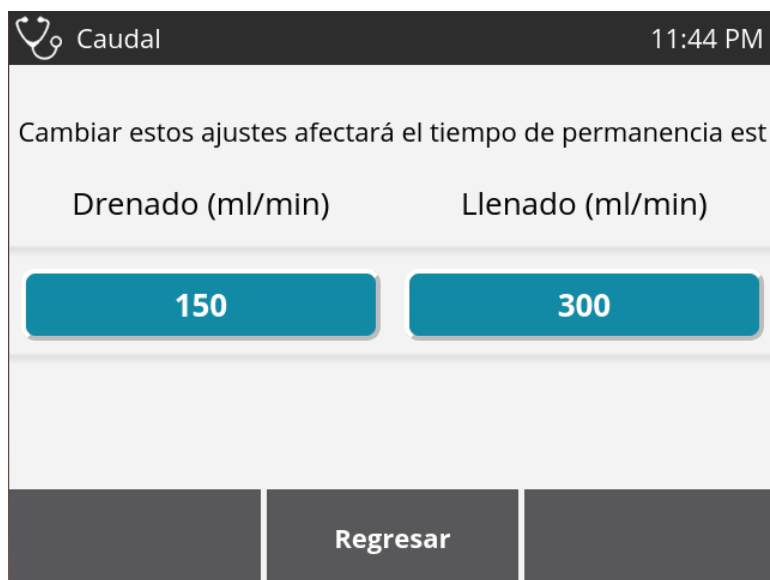 Caudal 11:44 PM
Cambiar estos ajustes afectará el tiempo de permanencia est
Drenado (ml/min) Llenado (ml/min)
150 300
Regresar